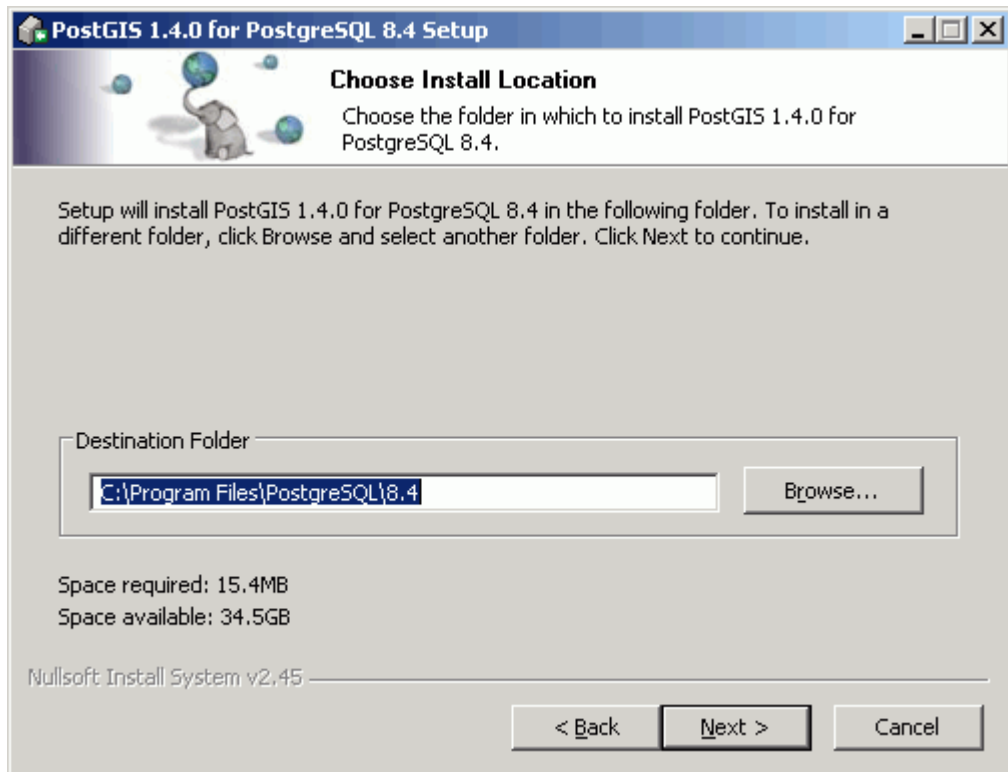 PostGIS 1.4.0 for PostgreSQL 8.4 Setup
Choose Install Location
Choose the folder in which to install PostGIS 1.4.0 for
PostgreSQL 8.4.
Setup will install PostGIS 1.4.0 for PostgreSQL 8.4 in the following folder. To install in a
different folder, click Browse and select another folder. Click Next to continue.
Destination Folder
C:\Program Files\PostgreSQL\8.4
Browse...
Space required: 15.4MB
Space available: 34.5GB
Nullsoft Install System v2.45
< Back
Next >
Cancel